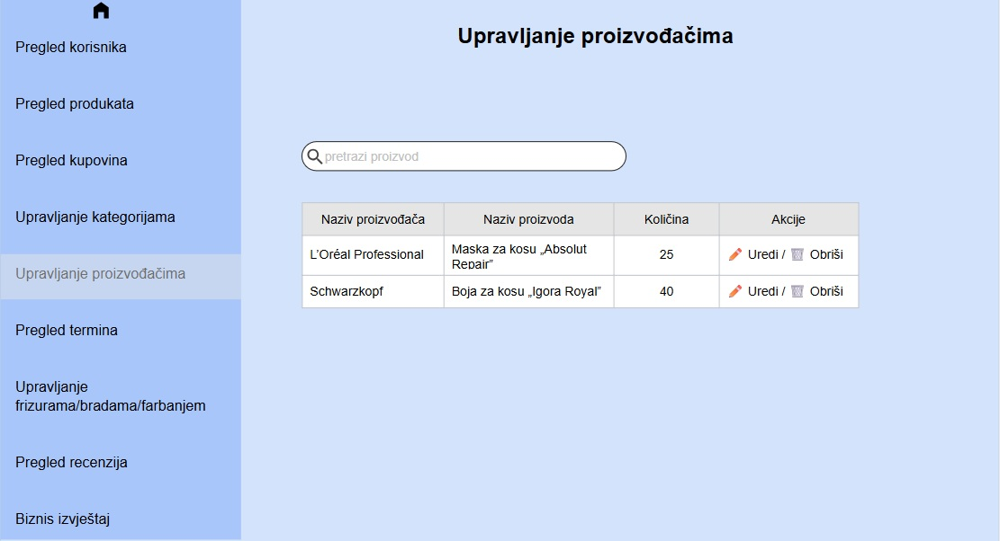 Pregled korisnika
Pregled produkata
Pregled kupovina
Upravljanje kategorijama
Upravljanje proizvođačima
Pregled termina
Upravljanje
frizurama/bradama/farbanjem
Pregled recenzija
Biznis izvještaj
Upravljanje proizvođačima
pretrazi proizvod
Naziv proizvođača Naziv proizvoda Količina Akcije
L’Oréal Professional Maska za kosu „Absolut Repair” 25 Uredi / Obriši
Schwarzkopf Boja za kosu „Igora Royal” 40 Uredi / Obriši